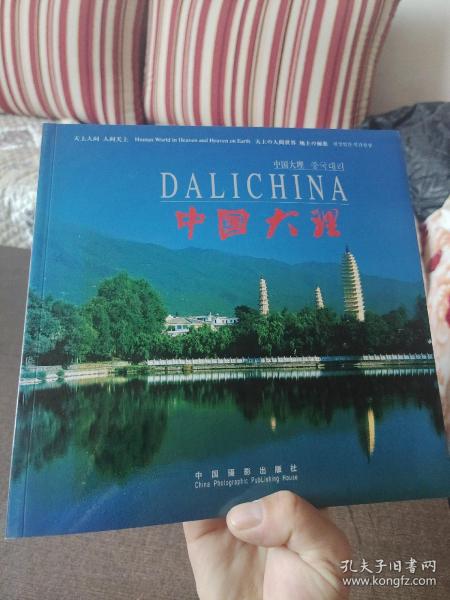 天上人间 人间天上 Human World in Heaven and Heaven on Earth 天上の人間世界 地上の極楽
中国大理 중국대리
DALICHINA
中国大理
中国摄影出版社
China Photographic Publishing House
孔夫子旧书网
www.kongfz.com